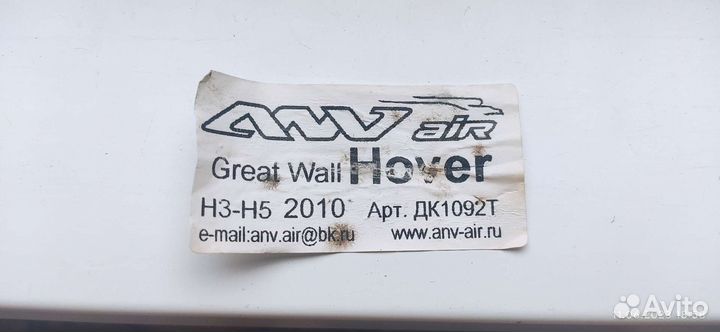 ANV air
Great Wall Hover
H3-H5 2010 Арт. ДК1092Т
e-mail:anv.air@bk.ru www.anv-air.ru
Avito